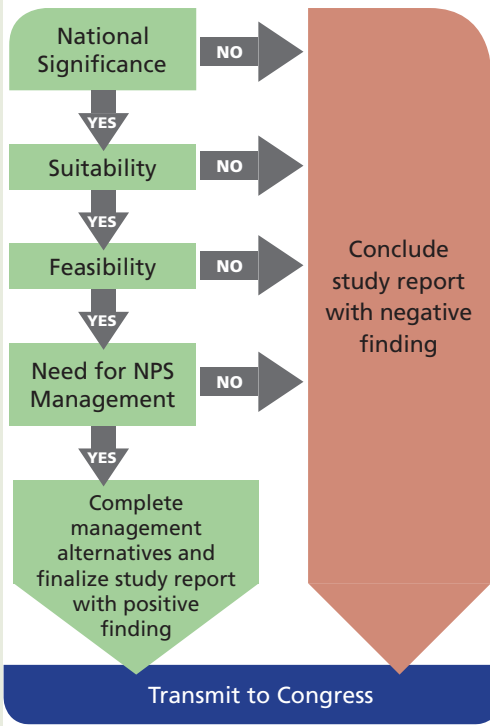 National
Significance
NO
YES
Suitability
NO
YES
Feasibility
NO
YES
Need for NPS
Management
NO
YES
Complete
management
alternatives and
finalize study report
with positive
finding
Conclude
study report
with negative
finding
Transmit to Congress